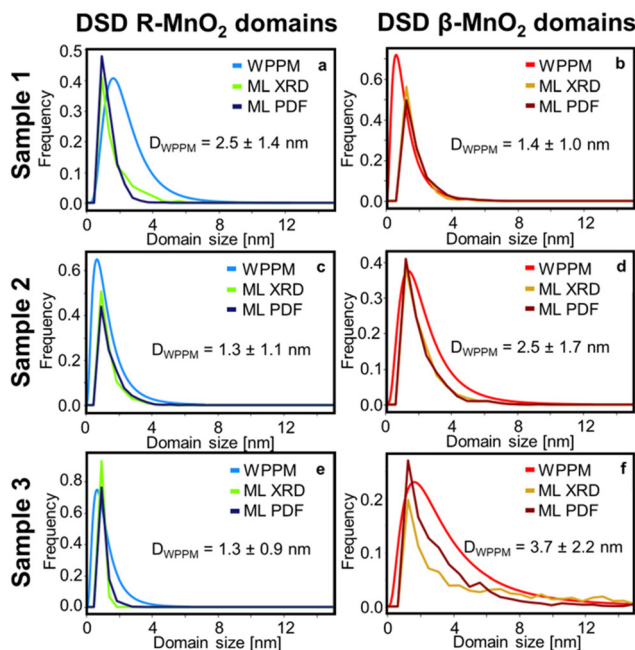 DSD R-MnO₂ domains
DSD β-MnO₂ domains
Sample 1
Frequency
0.5
0.4
0.3
0.2
0.1
0.0
a
WPPM
ML XRD
ML PDF
D_WPPM = 2.5 ± 1.4 nm
0
4
8
12
Domain size [nm]
Frequency
0.6
0.4
0.2
0.0
b
WPPM
ML XRD
ML PDF
D_WPPM = 1.4 ± 1.0 nm
0
4
8
12
Domain size [nm]
Sample 2
Frequency
0.6
0.4
0.2
0.0
c
WPPM
ML XRD
ML PDF
D_WPPM = 1.3 ± 1.1 nm
0
4
8
12
Domain size [nm]
Frequency
0.4
0.3
0.2
0.1
0.0
d
WPPM
ML XRD
ML PDF
D_WPPM = 2.5 ± 1.7 nm
0
4
8
12
Domain size [nm]
Sample 3
Frequency
0.8
0.6
0.4
0.2
0.0
e
WPPM
ML XRD
ML PDF
D_WPPM = 1.3 ± 0.9 nm
0
4
8
12
Domain size [nm]
Frequency
0.2
0.1
0.0
f
WPPM
ML XRD
ML PDF
D_WPPM = 3.7 ± 2.2 nm
0
4
8
12
Domain size [nm]